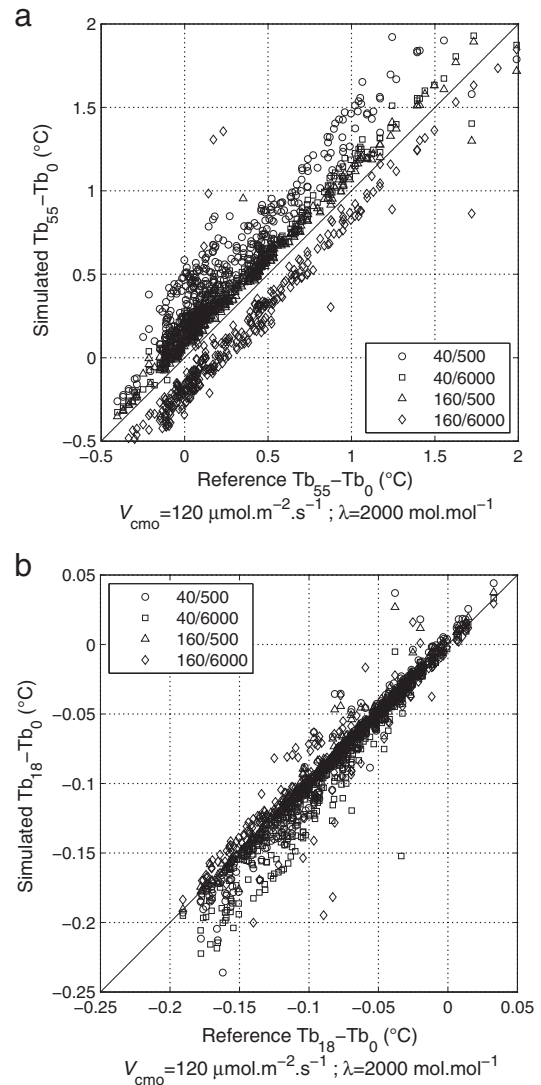 a
2
1.5
1
0.5
0
−0.5
Simulated Tb55−Tb0 (°C)
40/500
40/6000
160/500
160/6000
−0.5 0 0.5 1 1.5 2
Reference Tb55−Tb0 (°C)
Vcmo=120 μmol.m−2.s−1 ; λ=2000 mol.mol−1
b
0.05
0
−0.05
−0.1
−0.15
−0.2
−0.25
Simulated Tb18−Tb0 (°C)
40/500
40/6000
160/500
160/6000
−0.25 −0.2 −0.15 −0.1 −0.05 0 0.05
Reference Tb18−Tb0 (°C)
Vcmo=120 μmol.m−2.s−1 ; λ=2000 mol.mol−1